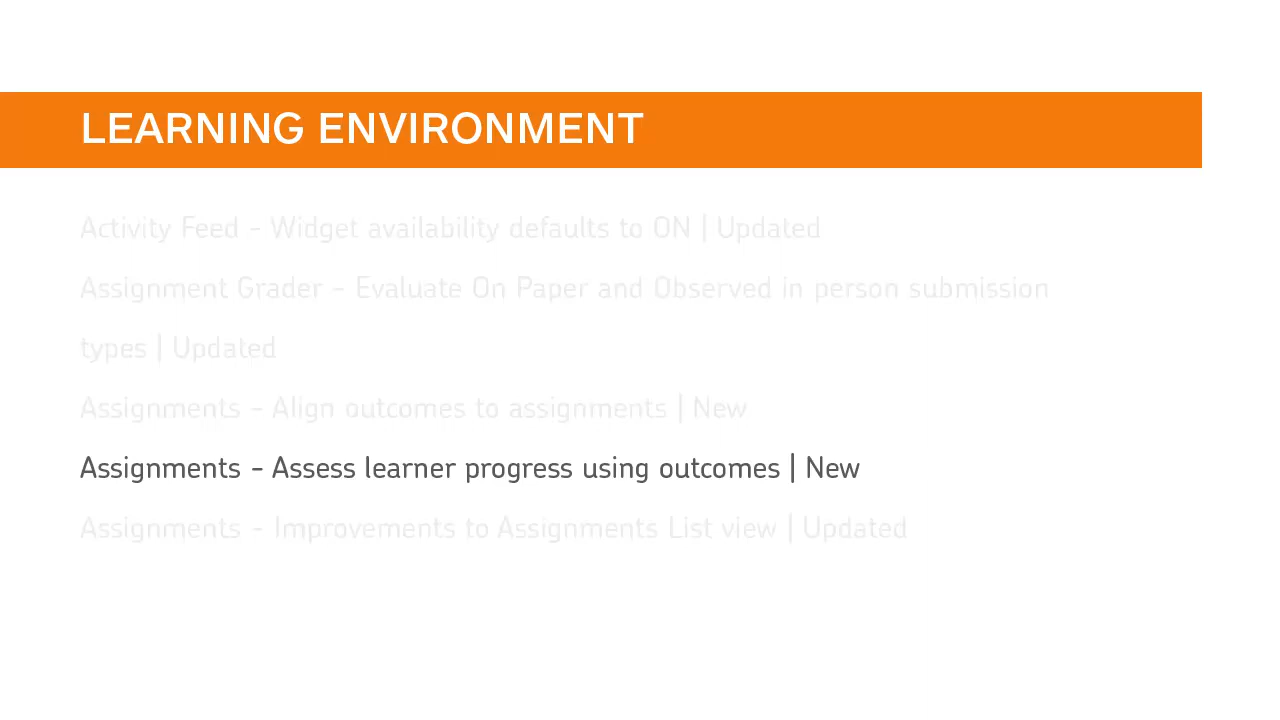 LEARNING ENVIRONMENT
Activity Feed - Widget availability defaults to ON | Updated
Assignment Grader - Evaluate On Paper and Observed in person submission
types | Updated
Assignments - Align outcomes to assignments | New
Assignments - Assess learner progress using outcomes | New
Assignments - Improvements to Assignments List view | Updated